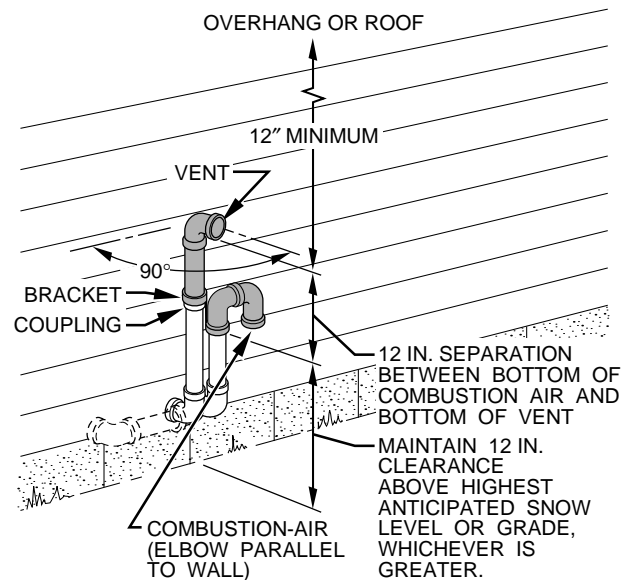 OVERHANG OR ROOF
12″ MINIMUM
VENT
90°
BRACKET
COUPLING
12 IN. SEPARATION
BETWEEN BOTTOM OF
COMBUSTION AIR AND
BOTTOM OF VENT
MAINTAIN 12 IN.
CLEARANCE
ABOVE HIGHEST
ANTICIPATED SNOW
LEVEL OR GRADE,
WHICHEVER IS
GREATER.
COMBUSTION-AIR
(ELBOW PARALLEL
TO WALL)